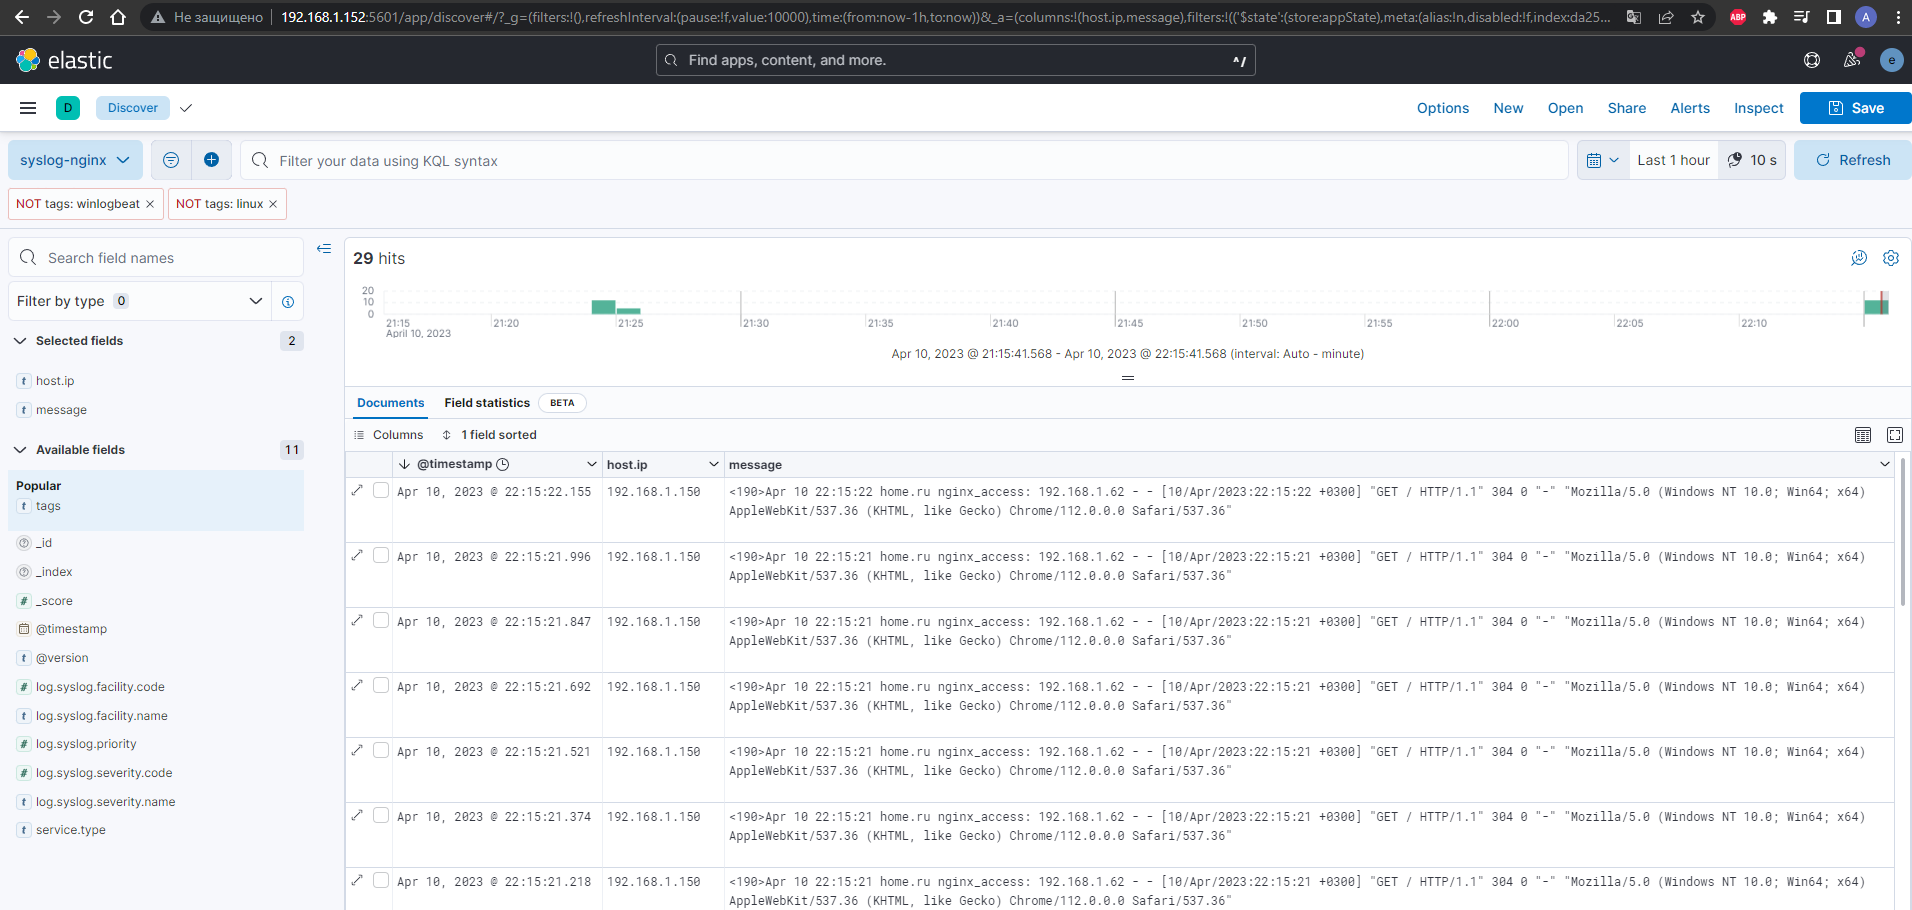 Не защищено
192.168.1.152:5601/app/discover#/?_g=(filters:!(),refreshInterval:(pause:!f,value:10000),time:(from:now-1h,to:now))&_a=(columns:!(host.ip,message),filters:!(('$state':(store:appState),meta:(alias:!n,disabled:!f,index:da25...
ABP
A
elastic
Find apps, content, and more.
^/
e
D
Discover
Options
New
Open
Share
Alerts
Inspect
Save
syslog-nginx
Filter your data using KQL syntax
Last 1 hour
10 s
Refresh
NOT tags: winlogbeat ×
NOT tags: linux ×
Search field names
Filter by type 0
Selected fields 2
t host.ip
t message
Available fields 11
Popular
t tags
_id
_index
# _score
@timestamp
t @version
# log.syslog.facility.code
t log.syslog.facility.name
# log.syslog.priority
# log.syslog.severity.code
t log.syslog.severity.name
t service.type
29 hits
20
10
0
21:15 21:20 21:25 21:30 21:35 21:40 21:45 21:50 21:55 22:00 22:05 22:10
April 10, 2023
Apr 10, 2023 @ 21:15:41.568 - Apr 10, 2023 @ 22:15:41.568 (interval: Auto - minute)
Documents
Field statistics
BETA
Columns
1 field sorted
@timestamp host.ip message
Apr 10, 2023 @ 22:15:22.155 192.168.1.150 <190>Apr 10 22:15:22 home.ru nginx_access: 192.168.1.62 - - [10/Apr/2023:22:15:22 +0300] "GET / HTTP/1.1" 304 0 "-" "Mozilla/5.0 (Windows NT 10.0; Win64; x64)
AppleWebKit/537.36 (KHTML, like Gecko) Chrome/112.0.0.0 Safari/537.36"
Apr 10, 2023 @ 22:15:21.996 192.168.1.150 <190>Apr 10 22:15:21 home.ru nginx_access: 192.168.1.62 - - [10/Apr/2023:22:15:21 +0300] "GET / HTTP/1.1" 304 0 "-" "Mozilla/5.0 (Windows NT 10.0; Win64; x64)
AppleWebKit/537.36 (KHTML, like Gecko) Chrome/112.0.0.0 Safari/537.36"
Apr 10, 2023 @ 22:15:21.847 192.168.1.150 <190>Apr 10 22:15:21 home.ru nginx_access: 192.168.1.62 - - [10/Apr/2023:22:15:21 +0300] "GET / HTTP/1.1" 304 0 "-" "Mozilla/5.0 (Windows NT 10.0; Win64; x64)
AppleWebKit/537.36 (KHTML, like Gecko) Chrome/112.0.0.0 Safari/537.36"
Apr 10, 2023 @ 22:15:21.692 192.168.1.150 <190>Apr 10 22:15:21 home.ru nginx_access: 192.168.1.62 - - [10/Apr/2023:22:15:21 +0300] "GET / HTTP/1.1" 304 0 "-" "Mozilla/5.0 (Windows NT 10.0; Win64; x64)
AppleWebKit/537.36 (KHTML, like Gecko) Chrome/112.0.0.0 Safari/537.36"
Apr 10, 2023 @ 22:15:21.521 192.168.1.150 <190>Apr 10 22:15:21 home.ru nginx_access: 192.168.1.62 - - [10/Apr/2023:22:15:21 +0300] "GET / HTTP/1.1" 304 0 "-" "Mozilla/5.0 (Windows NT 10.0; Win64; x64)
AppleWebKit/537.36 (KHTML, like Gecko) Chrome/112.0.0.0 Safari/537.36"
Apr 10, 2023 @ 22:15:21.374 192.168.1.150 <190>Apr 10 22:15:21 home.ru nginx_access: 192.168.1.62 - - [10/Apr/2023:22:15:21 +0300] "GET / HTTP/1.1" 304 0 "-" "Mozilla/5.0 (Windows NT 10.0; Win64; x64)
AppleWebKit/537.36 (KHTML, like Gecko) Chrome/112.0.0.0 Safari/537.36"
Apr 10, 2023 @ 22:15:21.218 192.168.1.150 <190>Apr 10 22:15:21 home.ru nginx_access: 192.168.1.62 - - [10/Apr/2023:22:15:21 +0300] "GET / HTTP/1.1" 304 0 "-" "Mozilla/5.0 (Windows NT 10.0; Win64; x64)
AppleWebKit/537.36 (KHTML, like Gecko) Chrome/112.0.0.0 Safari/537.36"